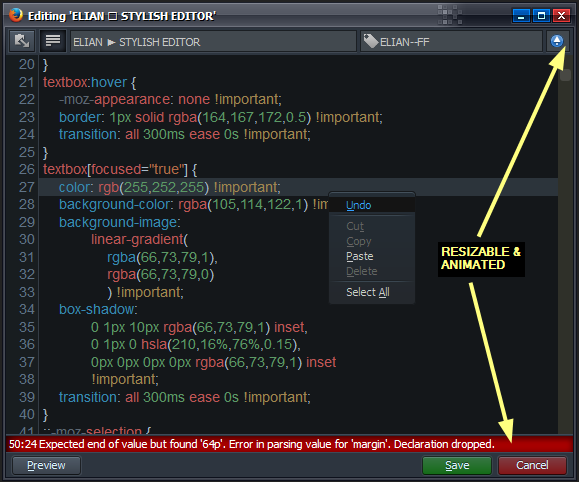 Editing 'ELIAN □ STYLISH EDITOR'
ELIAN ► STYLISH EDITOR
ELIAN--FF
20 }
21 textbox:hover {
22 -moz-appearance: none !important;
23 border: 1px solid rgba(164,167,172,0.5) !important;
24 transition: all 300ms ease 0s !important;
25 }
26 textbox[focused="true"] {
27 color: rgb(255,252,255) !important;
28 background-color: rgba(105,114,122,1) !im
29 background-image:
30 linear-gradient(
31 rgba(66,73,79,1),
32 rgba(66,73,79,0)
33 ) !important;
34 box-shadow:
35 0 1px 10px rgba(66,73,79,1) inset,
36 0 1px 0 hsla(210,16%,76%,0.15),
37 0px 0px 0px 0px rgba(66,73,79,1) inset
38 !important;
39 transition: all 300ms ease 0s !important;
40 }
41 ::-moz-selection {
Undo
Cut
Copy
Paste
Delete
Select All
RESIZABLE &
ANIMATED
50:24 Expected end of value but found '64p'. Error in parsing value for 'margin'. Declaration dropped.
Preview
Save
Cancel